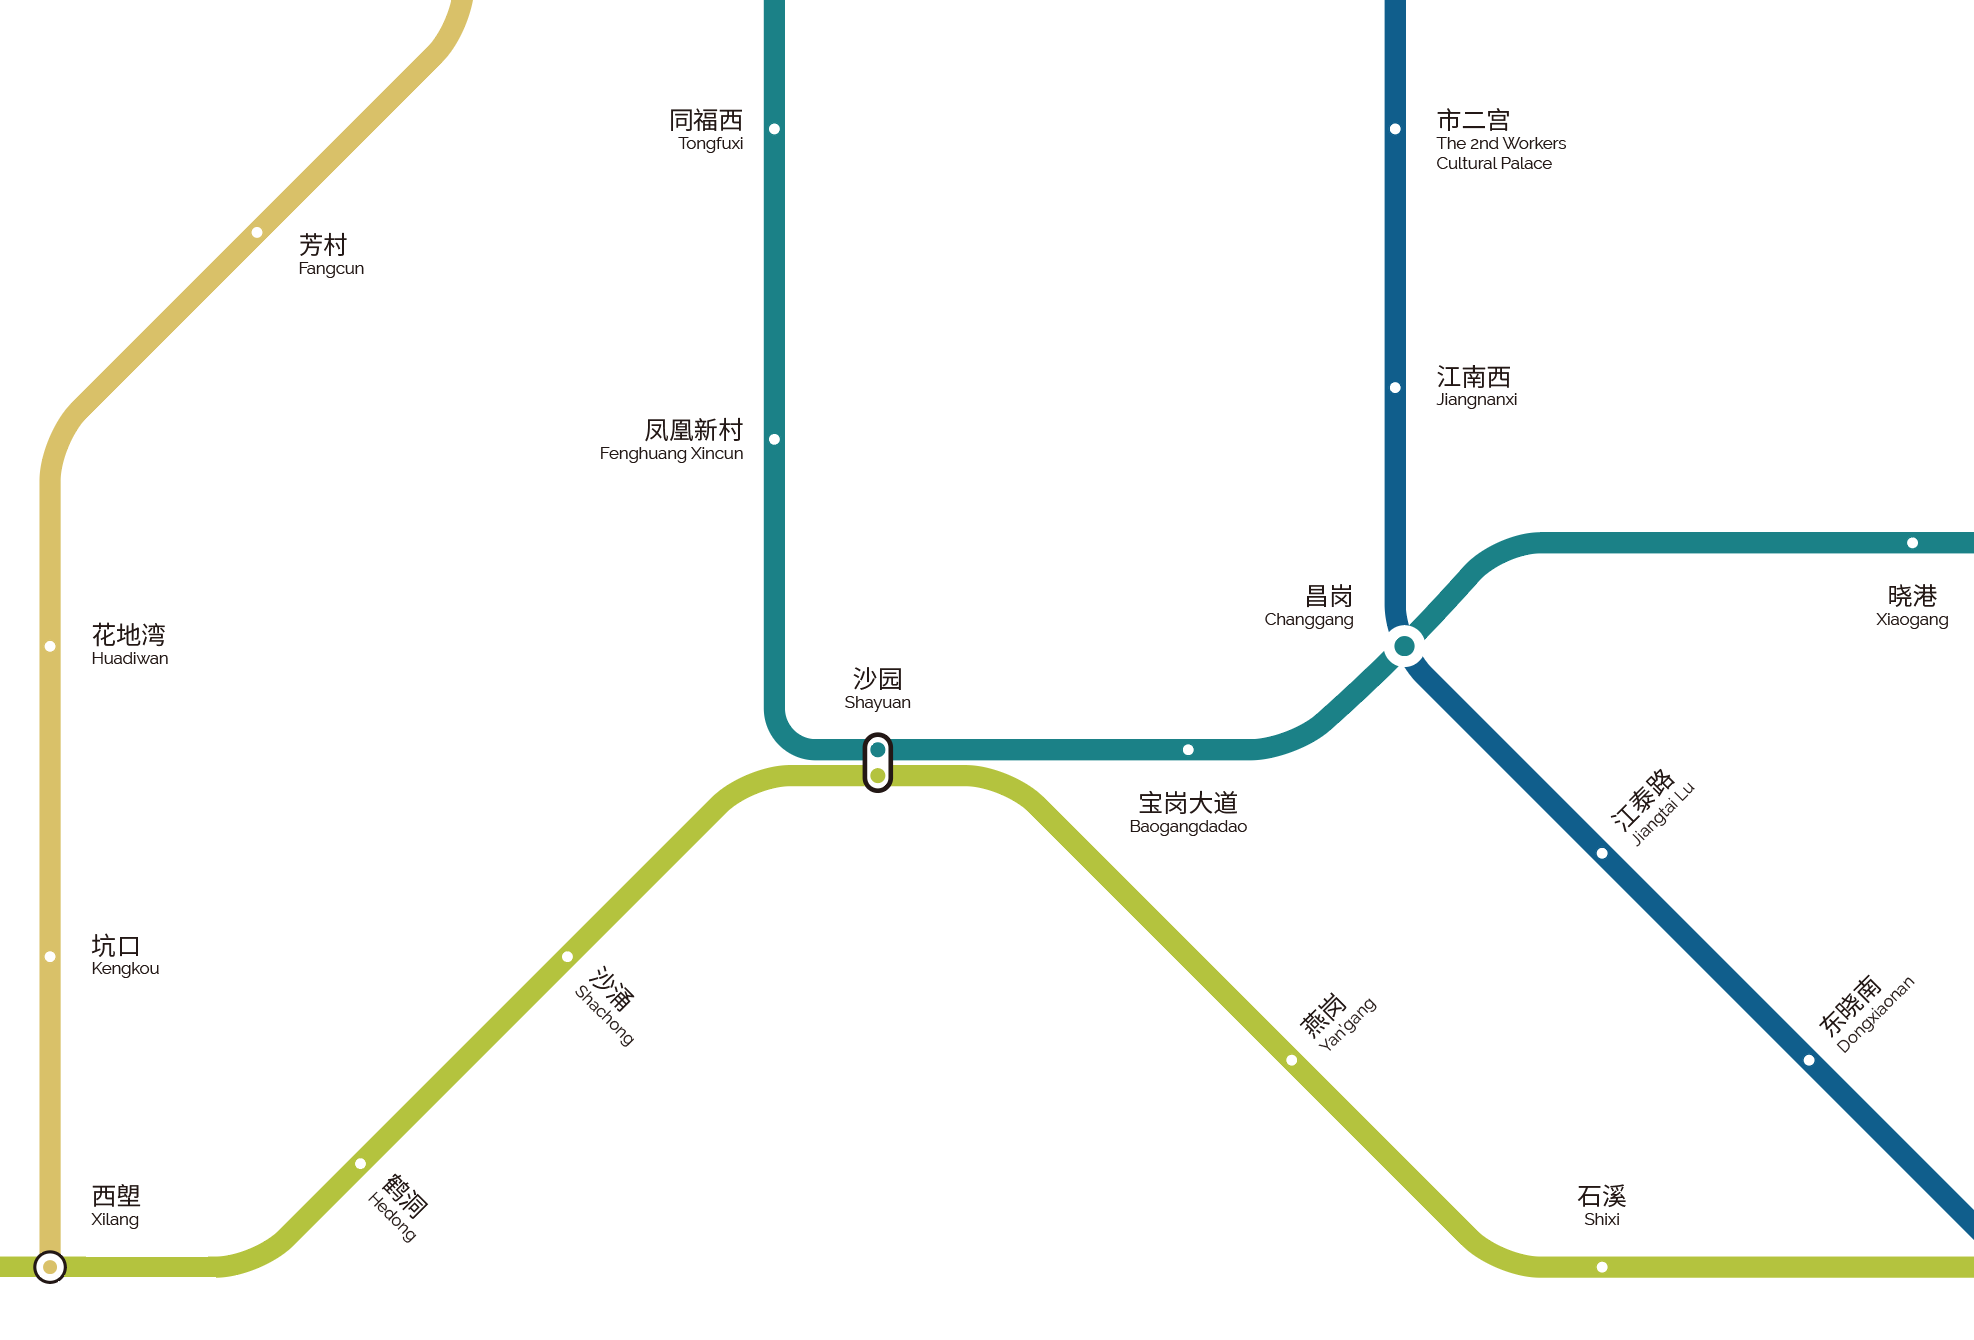 同福西
Tongfuxi
市二宫
The 2nd Workers
Cultural Palace
芳村
Fangcun
江南西
Jiangnanxi
凤凰新村
Fenghuang Xincun
昌岗
Changgang
晓港
Xiaogang
花地湾
Huadiwan
沙园
Shayuan
宝岗大道
Baogangdadao
江泰路
Jiangtai Lu
坑口
Kengkou
沙涌
Shachong
燕岗
Yan'gang
东晓南
Dongxiaonan
西塱
Xilang
鹤洞
Hedong
石溪
Shixi